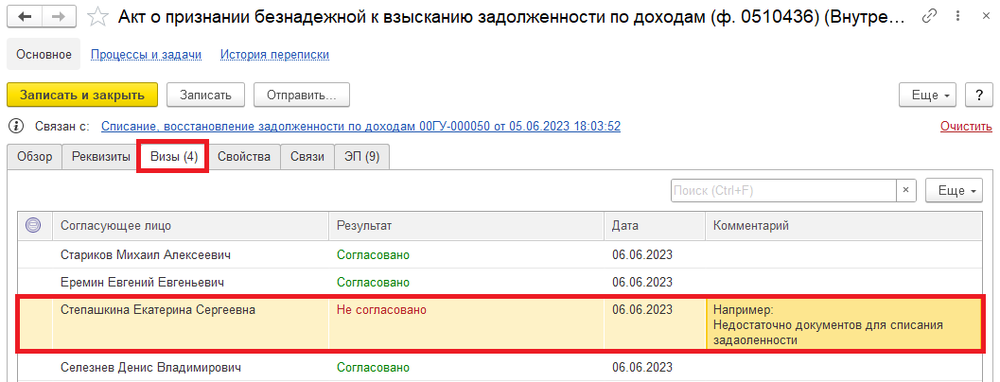 Акт о признании безнадежной к взысканию задолженности по доходам (ф. 0510436) (Внутре...
Основное Процессы и задачи История переписки
Записать и закрыть Записать Отправить... Еще ?
Связан с: Списание, восстановление задолженности по доходам 00ГУ-000050 от 05.06.2023 18:03:52 Очистить
Обзор Реквизиты Визы (4) Свойства Связи ЭП (9)
Поиск (Ctrl+F) × Еще
Согласующее лицо Результат Дата Комментарий
Стариков Михаил Алексеевич Согласовано 06.06.2023
Еремин Евгений Евгеньевич Согласовано 06.06.2023
Степашкина Екатерина Сергеевна Не согласовано 06.06.2023 Например:
Недостаточно документов для списания
задаоленности
Селезнев Денис Владимирович Согласовано 06.06.2023